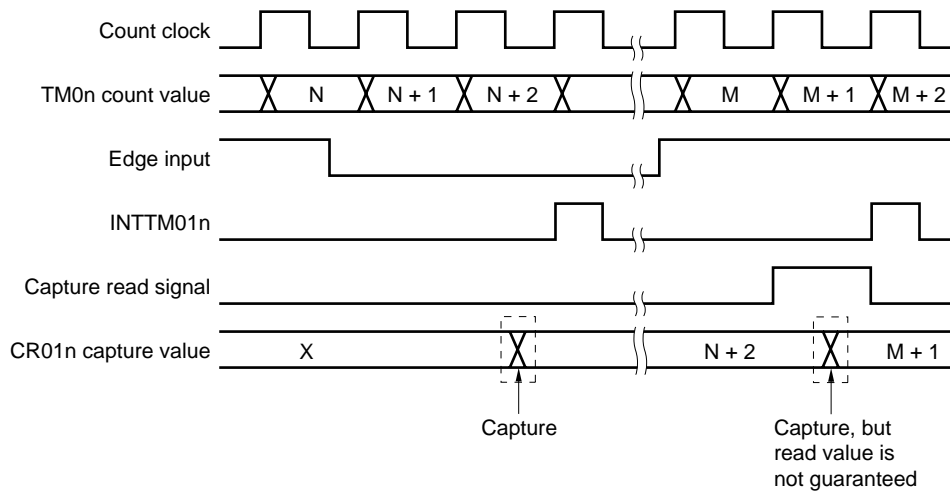 Count clock
TM0n count value
N
N + 1
N + 2
M
M + 1
M + 2
Edge input
INTTM01n
Capture read signal
CR01n capture value
X
N + 2
M + 1
Capture
Capture, but
read value is
not guaranteed